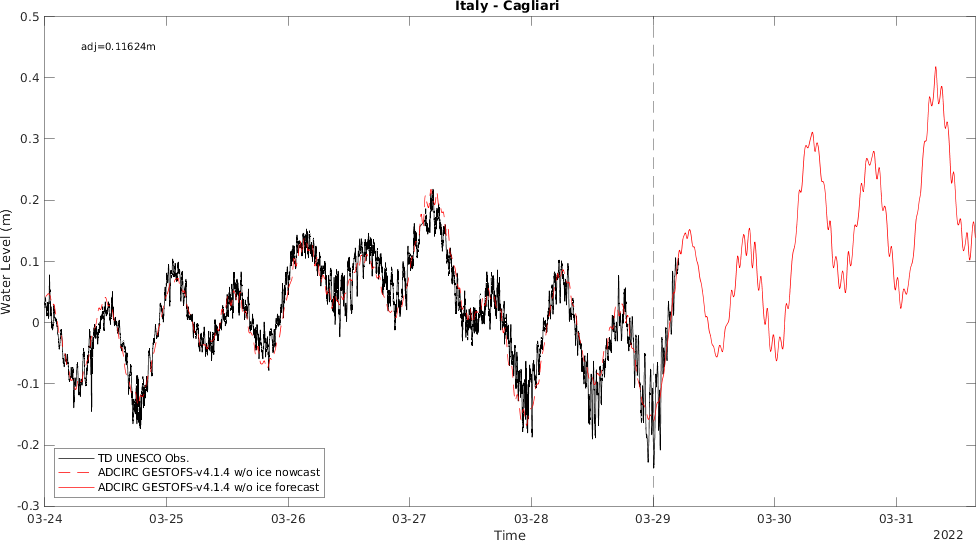 Italy - Cagliari
adj=0.11624m
0.5
0.4
0.3
0.2
0.1
0
-0.1
-0.2
-0.3
Water Level (m)
TD UNESCO Obs.
ADCIRC GESTOFS-v4.1.4 w/o ice nowcast
ADCIRC GESTOFS-v4.1.4 w/o ice forecast
03-24 03-25 03-26 03-27 03-28 03-29 03-30 03-31
Time
2022